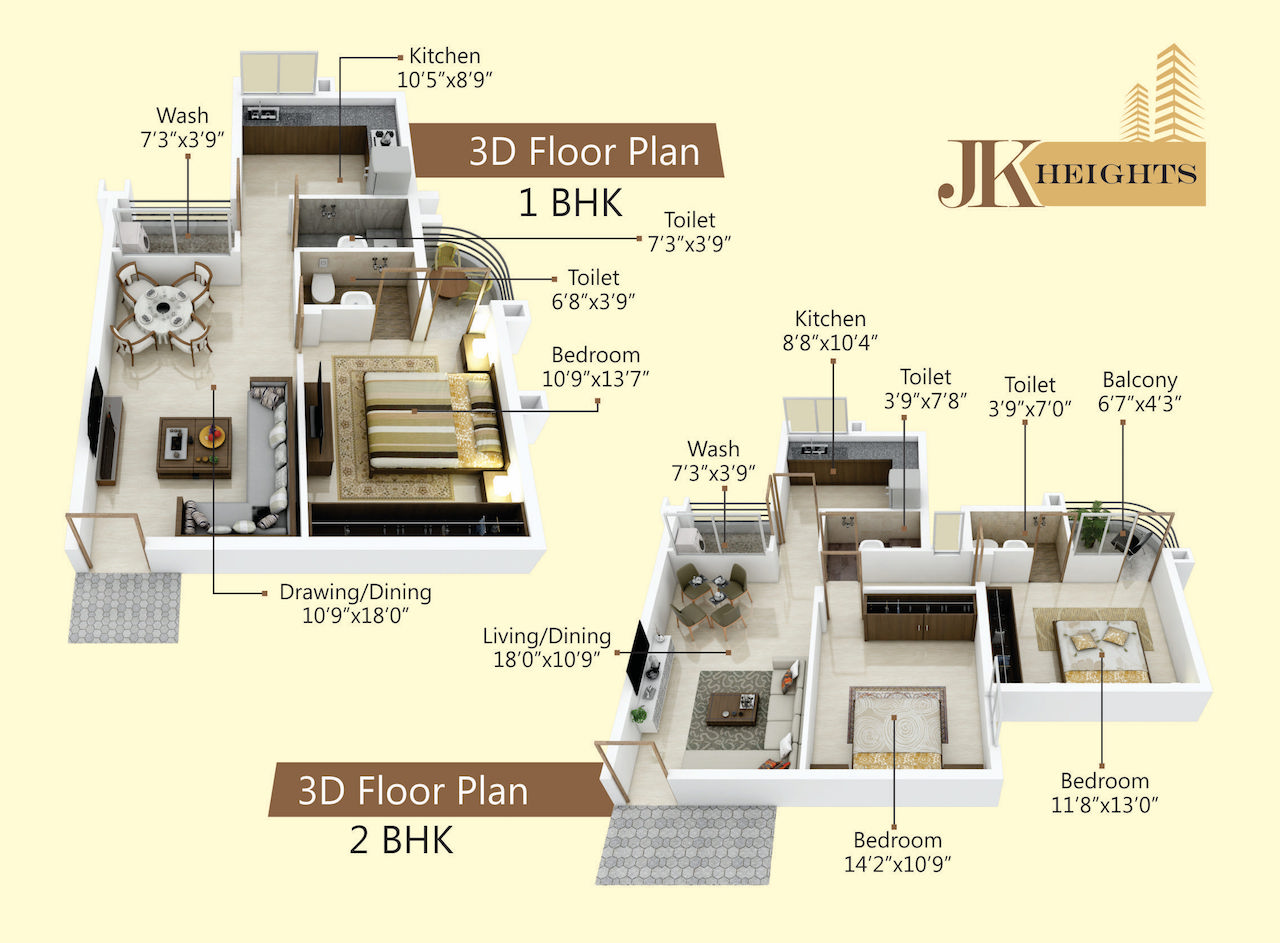 Kitchen
10'5"x8'9"
Wash
7'3"x3'9"
3D Floor Plan
1 BHK
JK HEIGHTS
Toilet
7'3"x3'9"
Toilet
6'8"x3'9"
Bedroom
10'9"x13'7"
Drawing/Dining
10'9"x18'0"
Kitchen
8'8"x10'4"
Toilet
3'9"x7'8"
Toilet
3'9"x7'0"
Balcony
6'7"x4'3"
Wash
7'3"x3'9"
Living/Dining
18'0"x10'9"
3D Floor Plan
2 BHK
Bedroom
11'8"x13'0"
Bedroom
14'2"x10'9"